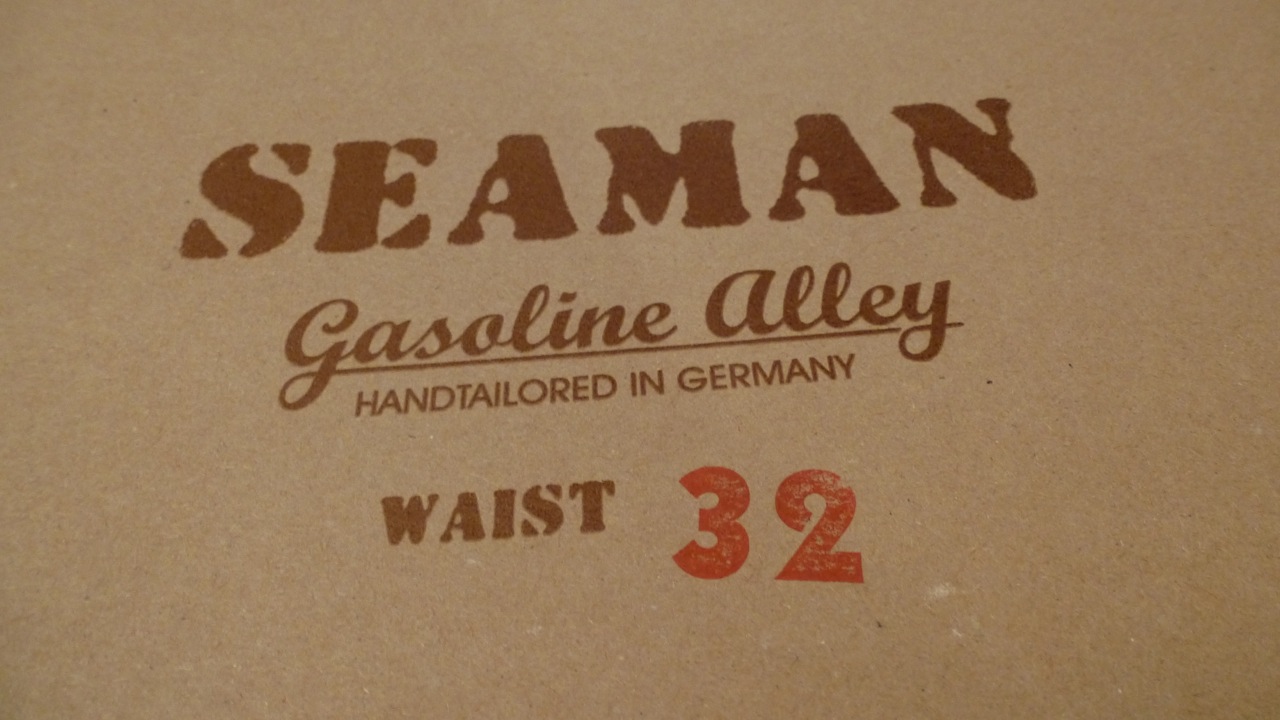 SEAMAN
Gasoline Alley
HANDTAILORED IN GERMANY
WAIST 32